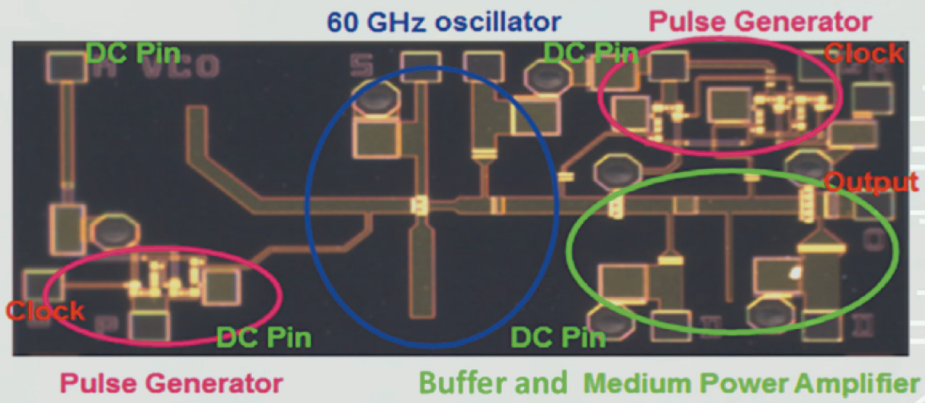 60 GHz oscillator
Pulse Generator
DC Pin
DC Pin
Clock
VCO
S
Output
O
Clock
P
DC Pin
DC Pin
Pulse Generator
Buffer and Medium Power Amplifier